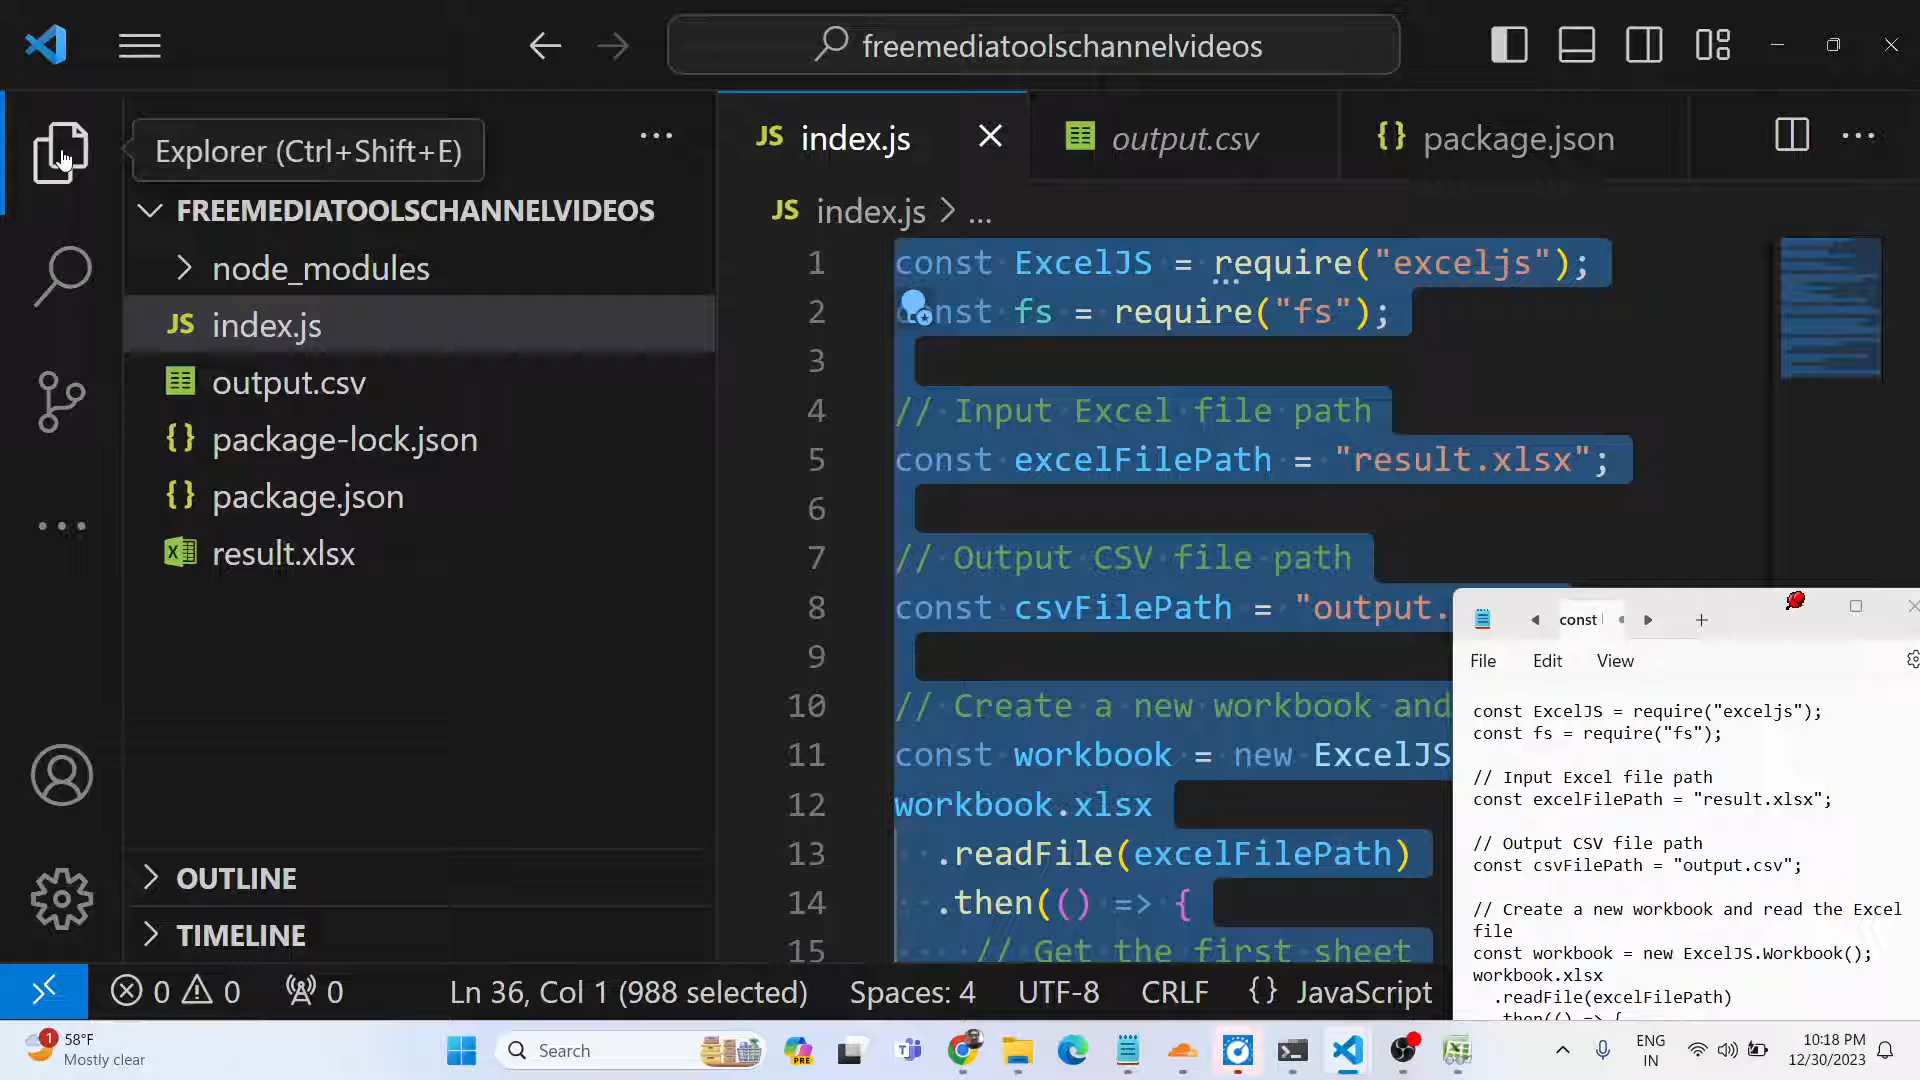 freemediatoolschannelvideos
Explorer (Ctrl+Shift+E)
FREEMEDIATOOLSCHANNELVIDEOS
node_modules
JS index.js
output.csv
{} package-lock.json
{} package.json
result.xlsx
OUTLINE
TIMELINE
JS index.js
output.csv
{} package.json
JS index.js > ...
1 const ExcelJS = require("exceljs");
2 const fs = require("fs");
3
4 // Input Excel file path
5 const excelFilePath = "result.xlsx";
6
7 // Output CSV file path
8 const csvFilePath = "output.
9
10 // Create a new workbook and
11 const workbook = new ExcelJS
12 workbook.xlsx
13 .readFile(excelFilePath)
14 .then(() => {
15 // Get the first sheet
const
File Edit View
const ExcelJS = require("exceljs");
const fs = require("fs");
// Input Excel file path
const excelFilePath = "result.xlsx";
// Output CSV file path
const csvFilePath = "output.csv";
// Create a new workbook and read the Excel
file
const workbook = new ExcelJS.Workbook();
workbook.xlsx
.readFile(excelFilePath)
.then(() => {
0 0 0 Ln 36, Col 1 (988 selected) Spaces: 4 UTF-8 CRLF {} JavaScript
1
58°F
Mostly clear
Search
PRE
ENG
IN
10:18 PM
12/30/2023